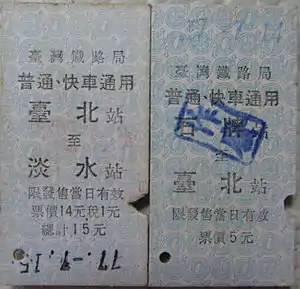 臺灣鐵路局
普通、快車通用
臺北站
至
淡水站
限發售當日有效
票價14元稅1元
總計15元
77.-7.15
臺灣鐵路局
普通、快車通用
石牌站
至
臺北站
限發售當日有效
票價5元